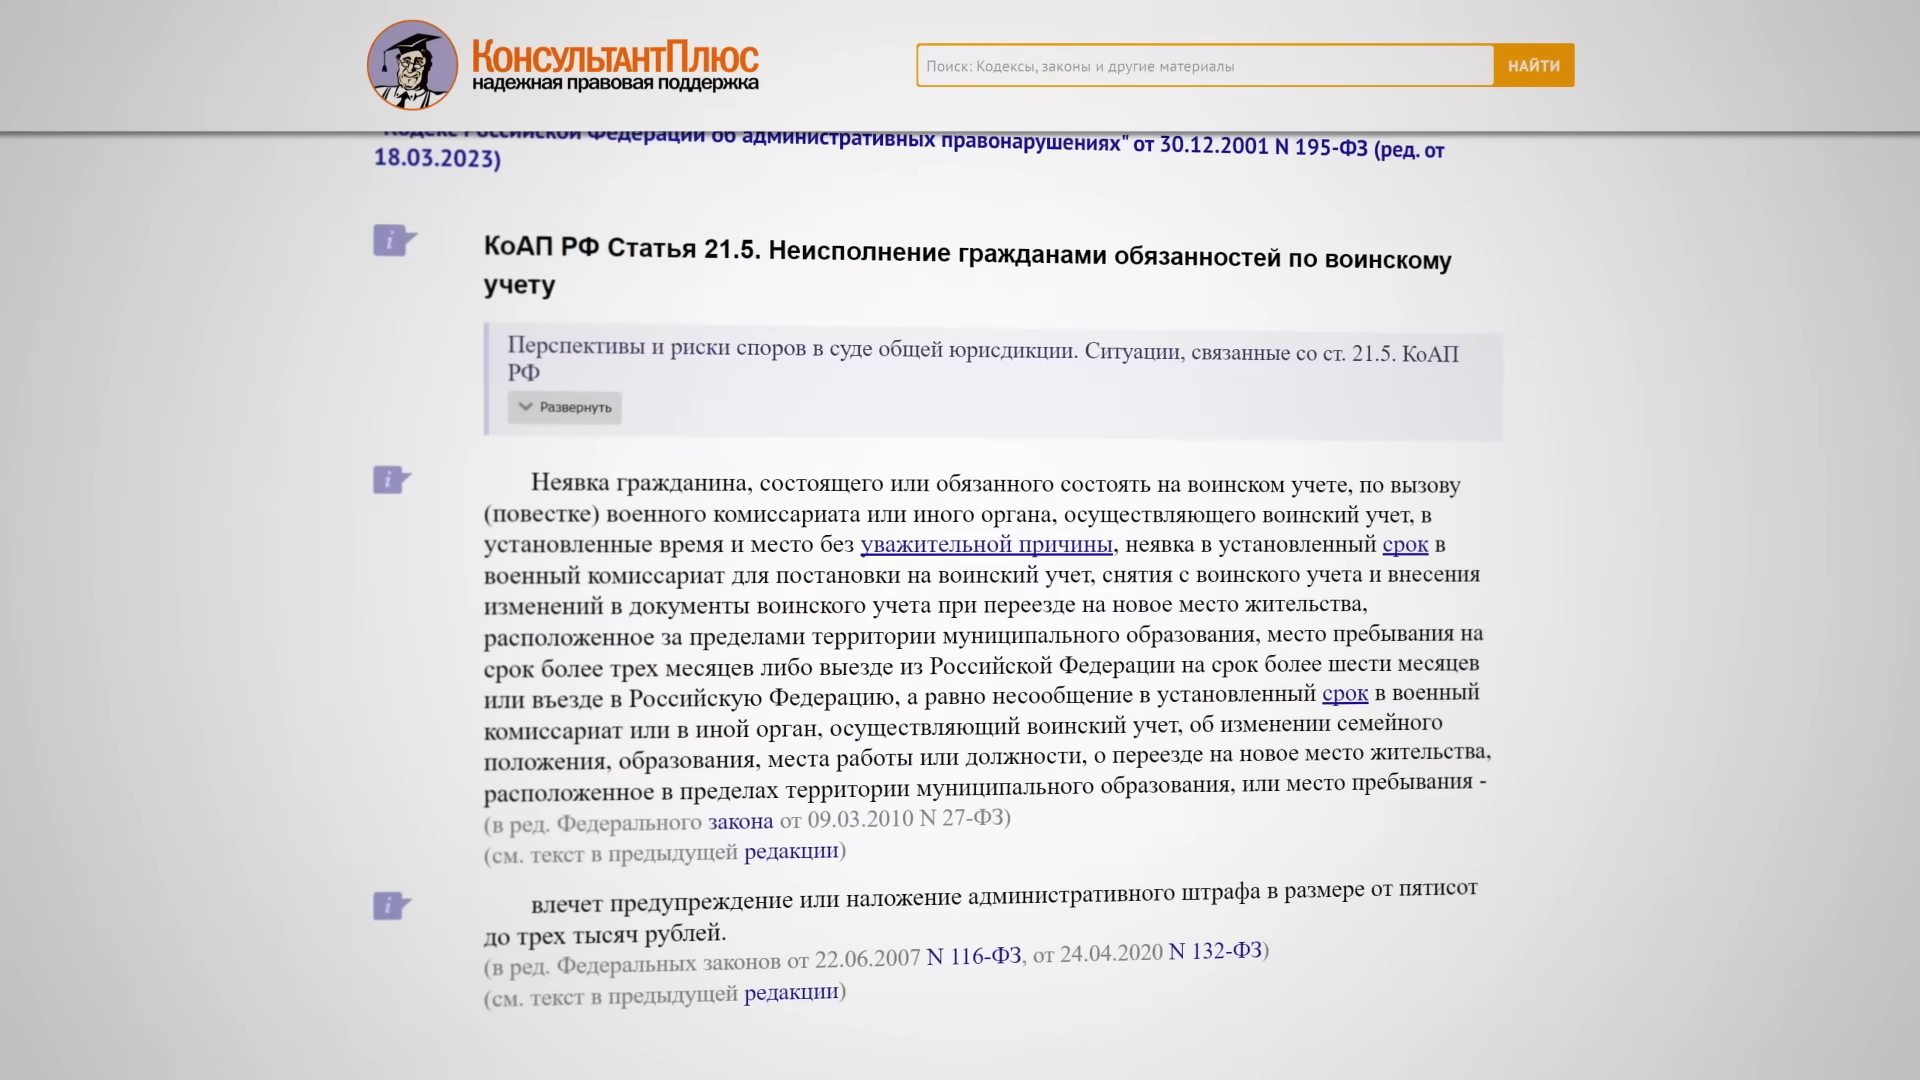 КонсультантПлюс
надежная правовая поддержка
Поиск: Кодексы, законы и другие материалы
НАЙТИ
"Кодекс Российской Федерации об административных правонарушениях" от 30.12.2001 N 195-ФЗ (ред. от
18.03.2023)
КоАП РФ Статья 21.5. Неисполнение гражданами обязанностей по воинскому
учету
Перспективы и риски споров в суде общей юрисдикции. Ситуации, связанные со ст. 21.5. КоАП
РФ
Развернуть
Неявка гражданина, состоящего или обязанного состоять на воинском учете, по вызову
(повестке) военного комиссариата или иного органа, осуществляющего воинский учет, в
установленные время и место без уважительной причины, неявка в установленный срок в
военный комиссариат для постановки на воинский учет, снятия с воинского учета и внесения
изменений в документы воинского учета при переезде на новое место жительства,
расположенное за пределами территории муниципального образования, место пребывания на
срок более трех месяцев либо выезде из Российской Федерации на срок более шести месяцев
или въезде в Российскую Федерацию, а равно несообщение в установленный срок в военный
комиссариат или в иной орган, осуществляющий воинский учет, об изменении семейного
положения, образования, места работы или должности, о переезде на новое место жительства,
расположенное в пределах территории муниципального образования, или место пребывания -
(в ред. Федерального закона от 09.03.2010 N 27-ФЗ)
(см. текст в предыдущей редакции)
влечет предупреждение или наложение административного штрафа в размере от пятисот
до трех тысяч рублей.
(в ред. Федеральных законов от 22.06.2007 N 116-ФЗ, от 24.04.2020 N 132-ФЗ)
(см. текст в предыдущей редакции)